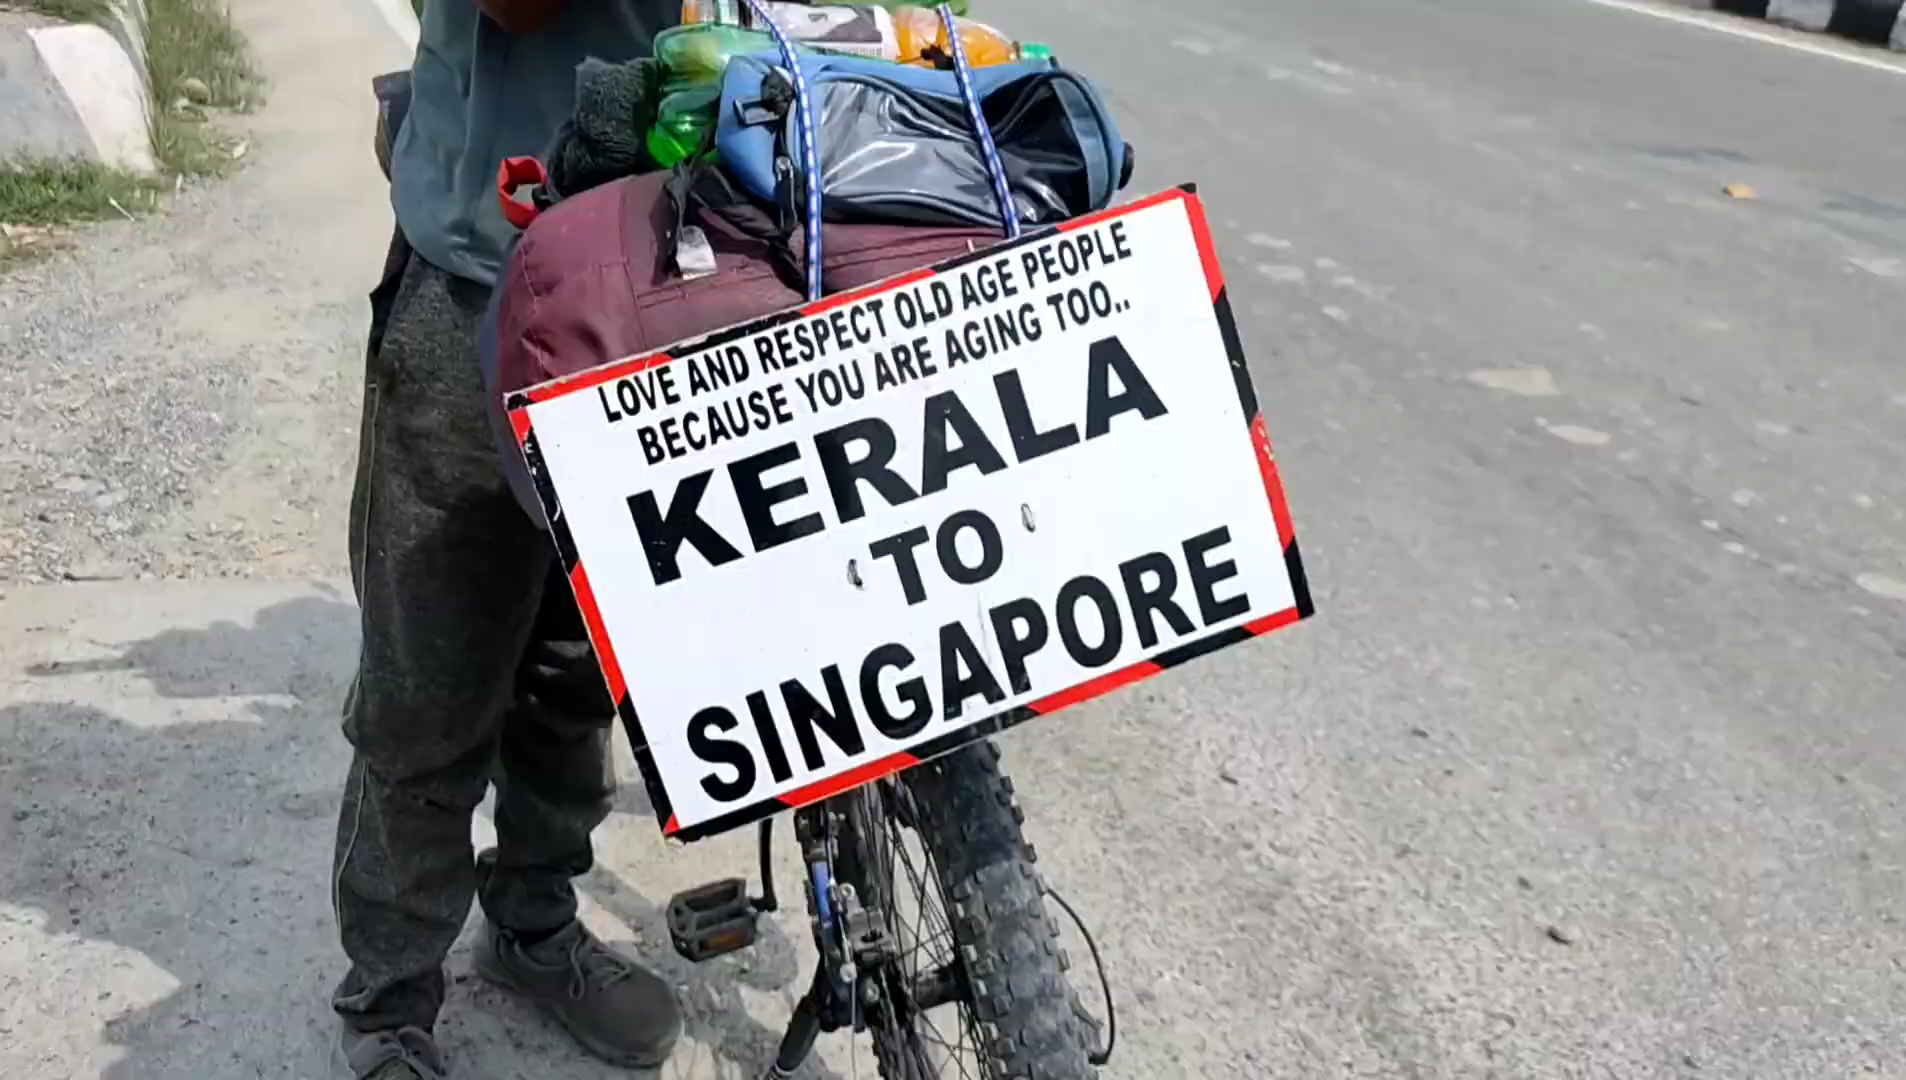 LOVE AND RESPECT OLD AGE PEOPLE
BECAUSE YOU ARE AGING TOO..
KERALA
TO
SINGAPORE